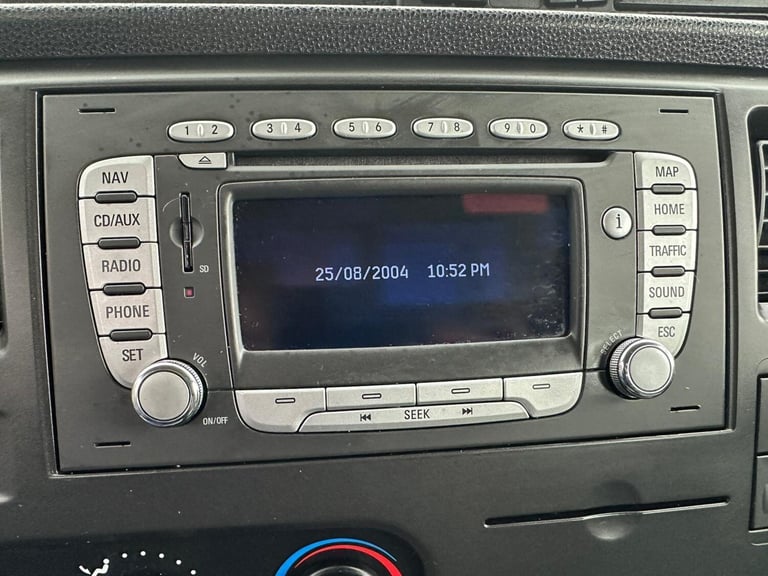 1 2 3 4 5 6 7 8 9 0 * #
NAV
CD/AUX
RADIO
PHONE
SET
SD
25/08/2004 10:52 PM
i
MAP
HOME
TRAFFIC
SOUND
ESC
VOL
ON/OFF
SEEK
SELECT